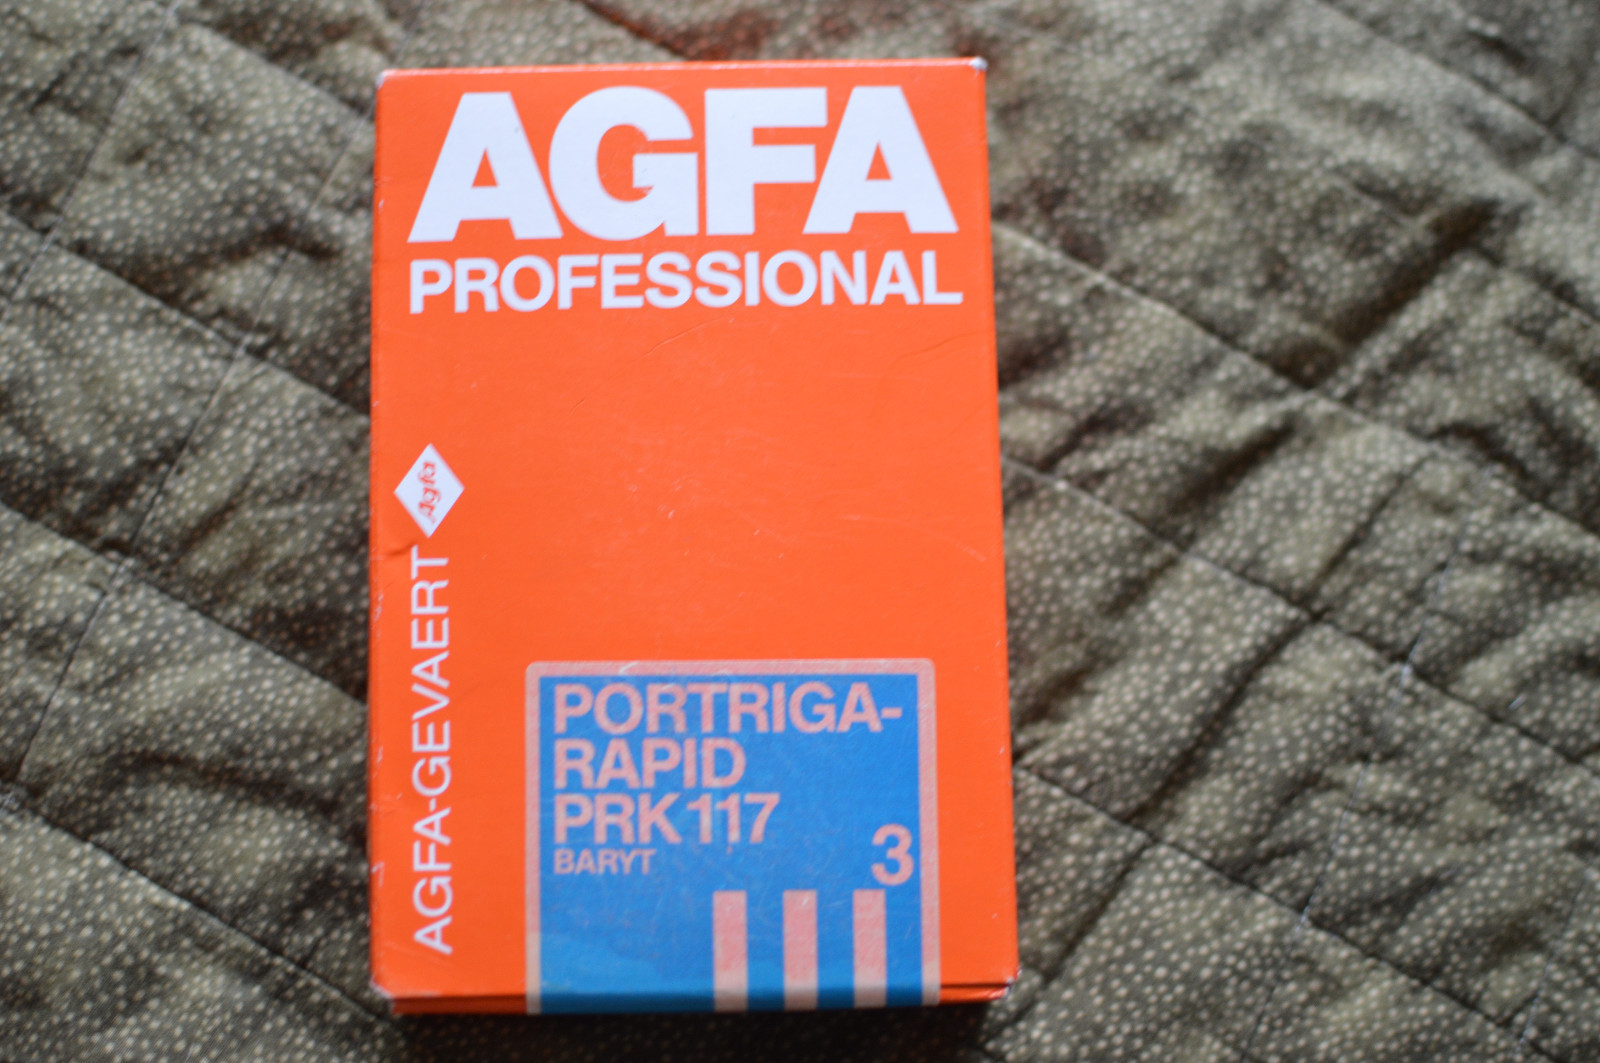 AGFA
PROFESSIONAL
Agfa
AGFA-GEVAERT
PORTRIGA-
RAPID
PRK 117
BARYT
3